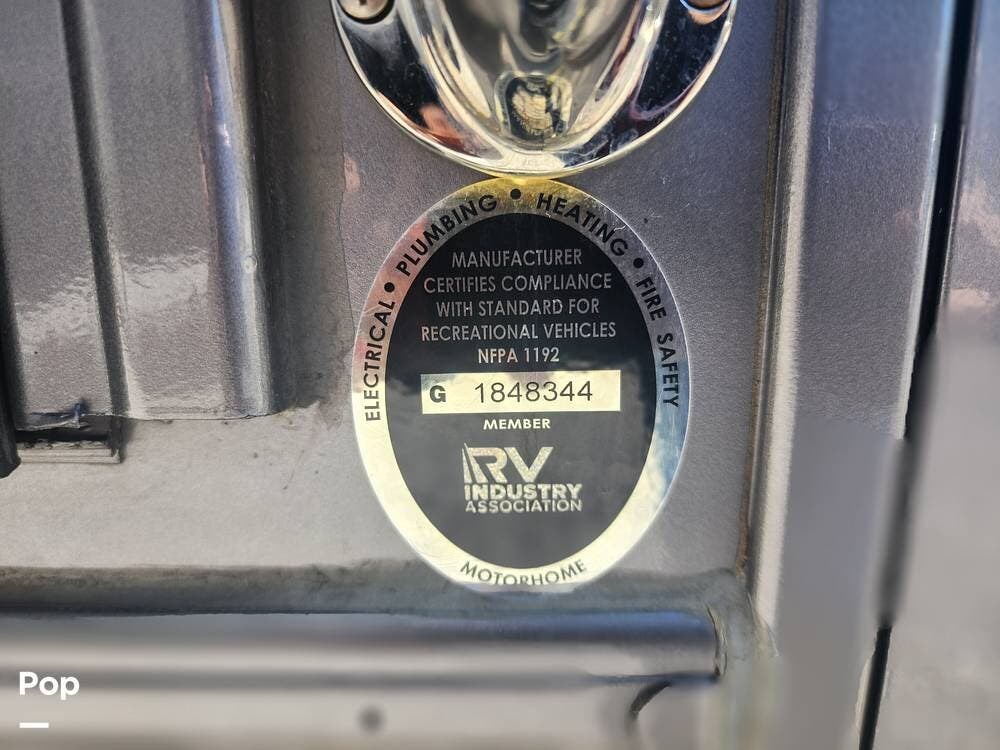 ELECTRICAL • PLUMBING • HEATING • FIRE SAFETY
MANUFACTURER
CERTIFIES COMPLIANCE
WITH STANDARD FOR
RECREATIONAL VEHICLES
NFPA 1192
G 1848344
MEMBER
RV
INDUSTRY
ASSOCIATION
MOTORHOME
Pop